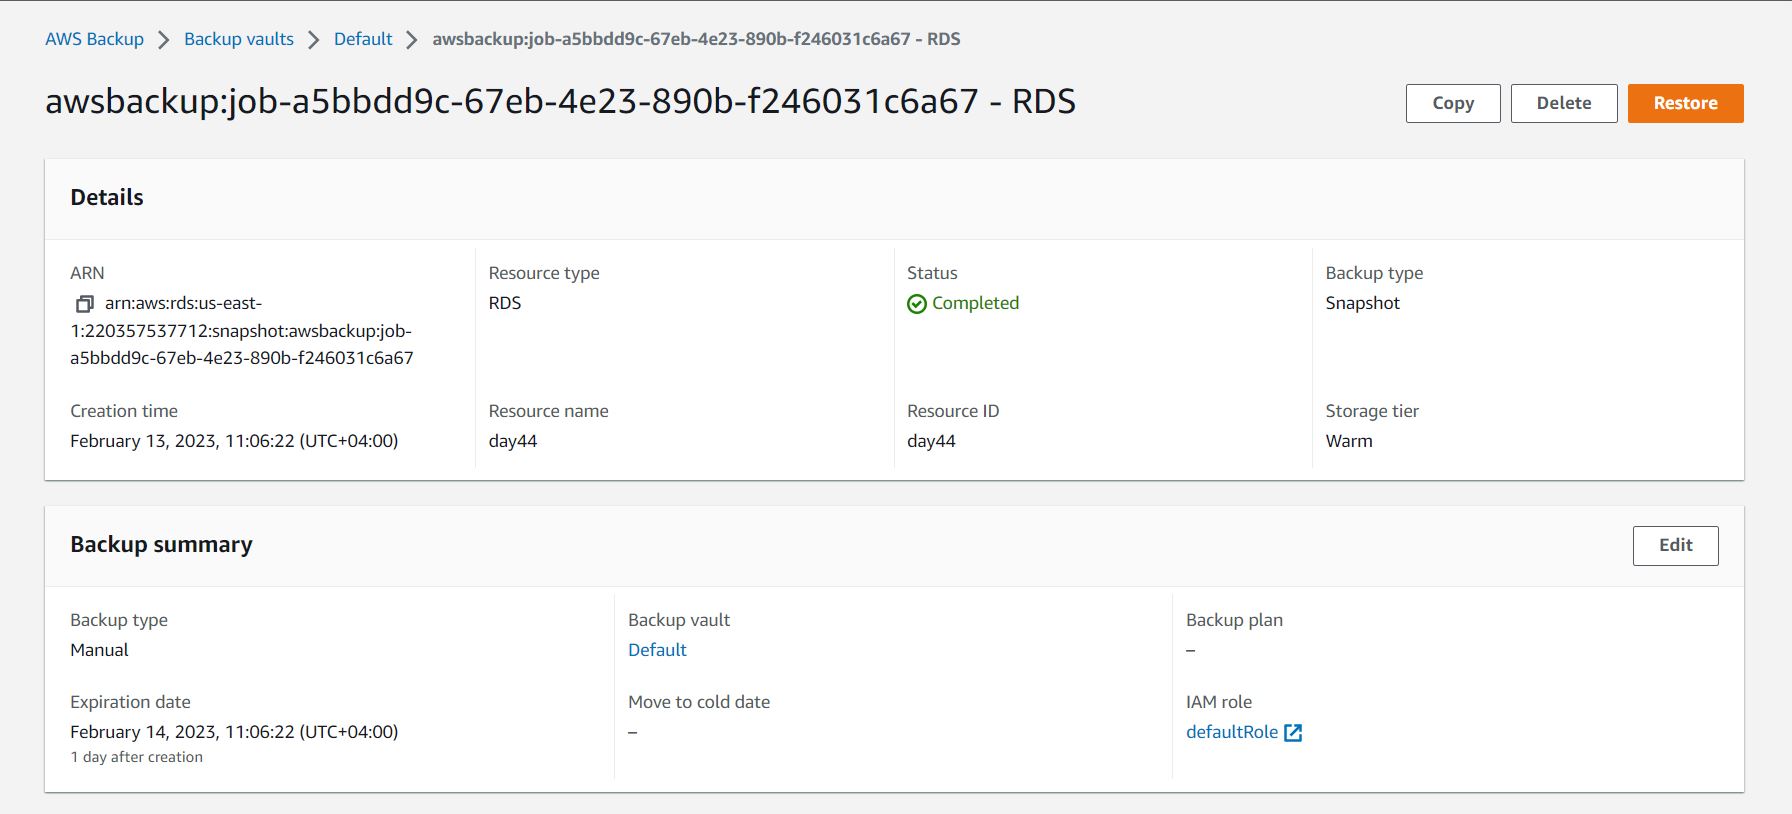 AWS Backup > Backup vaults > Default > awsbackup:job-a5bbdd9c-67eb-4e23-890b-f246031c6a67 - RDS
awsbackup:job-a5bbdd9c-67eb-4e23-890b-f246031c6a67 - RDS
Copy
Delete
Restore
Details
ARN
arn:aws:rds:us-east-
1:220357537712:snapshot:awsbackup:job-
a5bbdd9c-67eb-4e23-890b-f246031c6a67
Resource type
RDS
Status
Completed
Backup type
Snapshot
Creation time
February 13, 2023, 11:06:22 (UTC+04:00)
Resource name
day44
Resource ID
day44
Storage tier
Warm
Backup summary
Edit
Backup type
Manual
Backup vault
Default
Backup plan
–
Expiration date
February 14, 2023, 11:06:22 (UTC+04:00)
1 day after creation
Move to cold date
–
IAM role
defaultRole